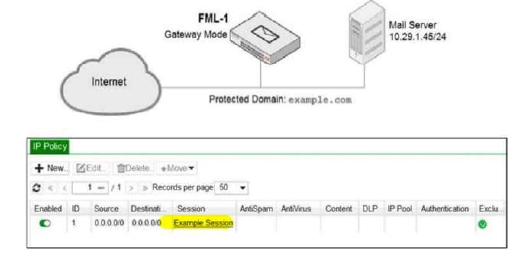 FML-1
Gateway Mode
Mail Server
10.29.1.45/24
Internet
Protected Domain: example.com
IP Policy
New... Edit... Delete... Move
1 / 1 Records per page 50
Enabled ID Source Destinati... Session AntiSpam AntiVirus Content DLP IP Pool Authentication Exclu...
1 0.0.0.0/0 0.0.0.0/0 Example Session